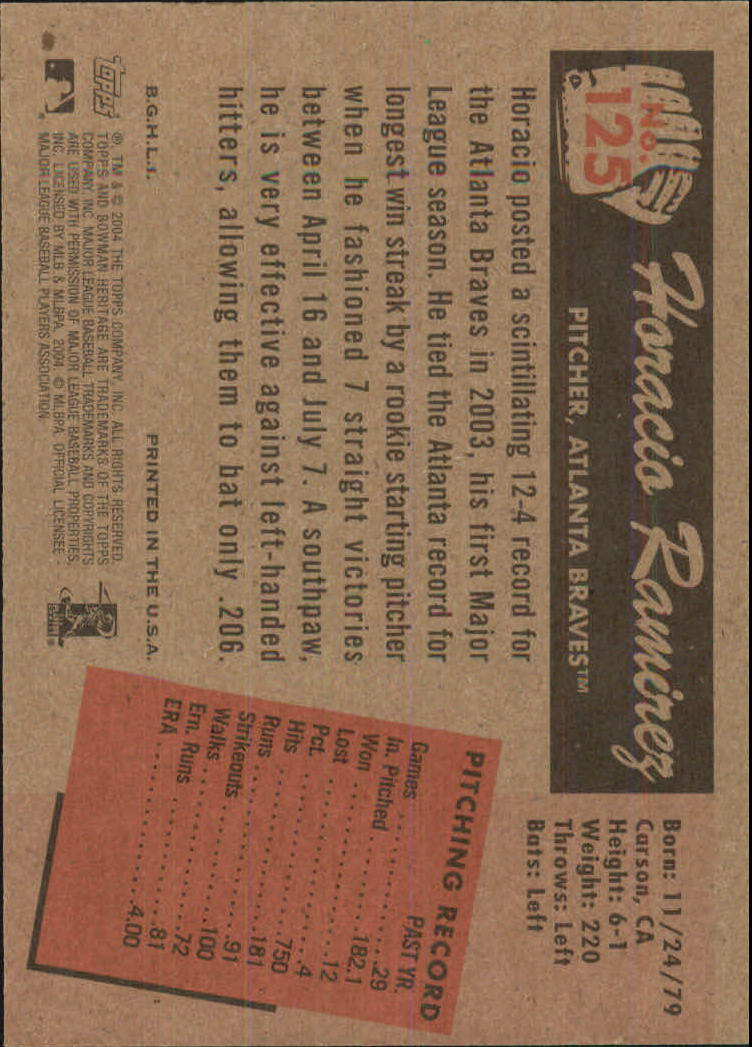 No.
125
Horacio Ramirez
PITCHER, ATLANTA BRAVES™
Born: 11/24/79
Carson, CA
Height: 6-1
Weight: 220
Throws: Left
Bats: Left
Horacio posted a scintillating 12-4 record for
the Atlanta Braves in 2003, his first Major
League season. He tied the Atlanta record for
longest win streak by a rookie starting pitcher
when he fashioned 7 straight victories
between April 16 and July 7. A southpaw,
he is very effective against left-handed
hitters, allowing them to bat only .206.
PITCHING RECORD
PAST YR.
Games ..............29
In. Pitched ..........182.1
Won ..............12
Lost ..............4
Pct. ..............750
Hits ..............181
Runs ..............91
Strikeouts ..........100
Walks ..............72
Ern. Runs ..........81
ERA ..............4.00
B.G.H.L.I.
PRINTED IN THE U.S.A.
Topps
®, TM & © 2004 THE TOPPS COMPANY, INC. ALL RIGHTS RESERVED.
TOPPS AND BOWMAN HERITAGE ARE TRADEMARKS OF THE TOPPS
COMPANY, INC. MAJOR LEAGUE BASEBALL TRADEMARKS AND COPYRIGHTS
ARE USED WITH PERMISSION OF MAJOR LEAGUE BASEBALL PROPERTIES,
INC. LICENSED BY MLB & MLBPA, 2004. © MLBPA. OFFICIAL LICENSEE -
MAJOR LEAGUE BASEBALL PLAYERS ASSOCIATION.